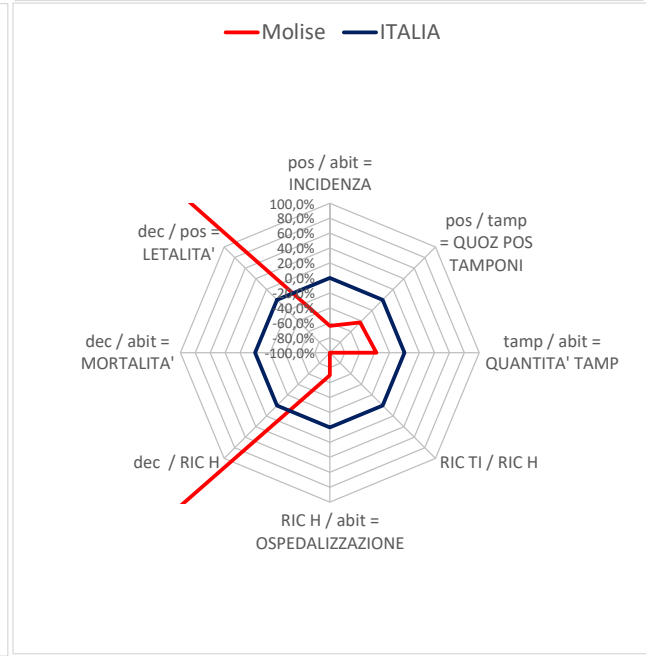 Molise ITALIA
pos / abit =
INCIDENZA
pos / tamp
= QUOZ POS
TAMPONI
tamp / abit =
QUANTITA' TAMP
RIC TI / RIC H
RIC H / abit =
OSPEDALIZZAZIONE
dec / RIC H
dec / abit =
MORTALITA'
dec / pos =
LETALITA'
100,0%
80,0%
60,0%
40,0%
20,0%
0,0%
-20,0%
-40,0%
-60,0%
-80,0%
-100,0%